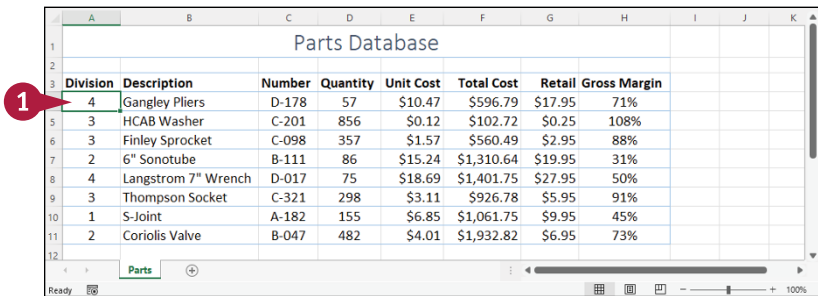 A B C D E F G H I J K
1 Parts Database
2
3 Division Description Number Quantity Unit Cost Total Cost Retail Gross Margin
1 4 Gangley Pliers D-178 57 $10.47 $596.79 $17.95 71%
5 3 HCAB Washer C-201 856 $0.12 $102.72 $0.25 108%
6 3 Finley Sprocket C-098 357 $1.57 $560.49 $2.95 88%
7 2 6" Sonotube B-111 86 $15.24 $1,310.64 $19.95 31%
8 4 Langstrom 7" Wrench D-017 75 $18.69 $1,401.75 $27.95 50%
9 3 Thompson Socket C-321 298 $3.11 $926.78 $5.95 91%
10 1 S-Joint A-182 155 $6.85 $1,061.75 $9.95 45%
11 2 Coriolis Valve B-047 482 $4.01 $1,932.82 $6.95 73%
12
Parts
Ready 100%